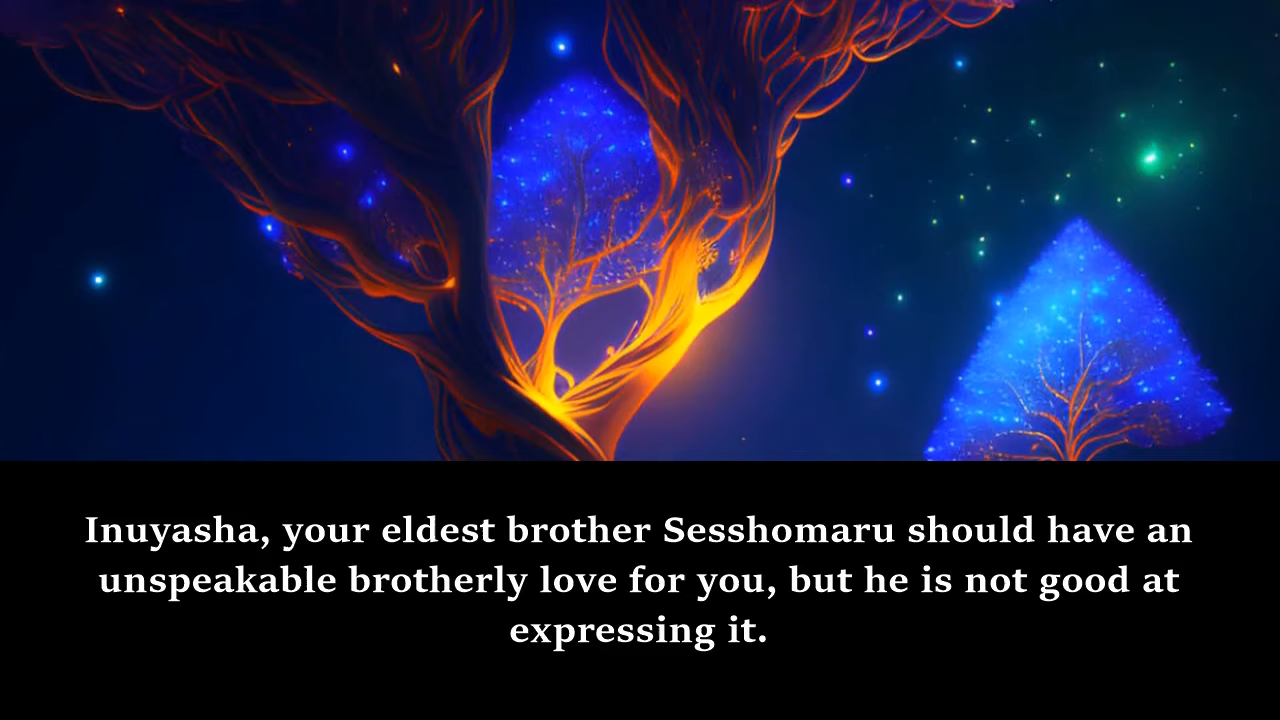 Inuyasha, your eldest brother Sesshomaru should have an
unspeakable brotherly love for you, but he is not good at
expressing it.